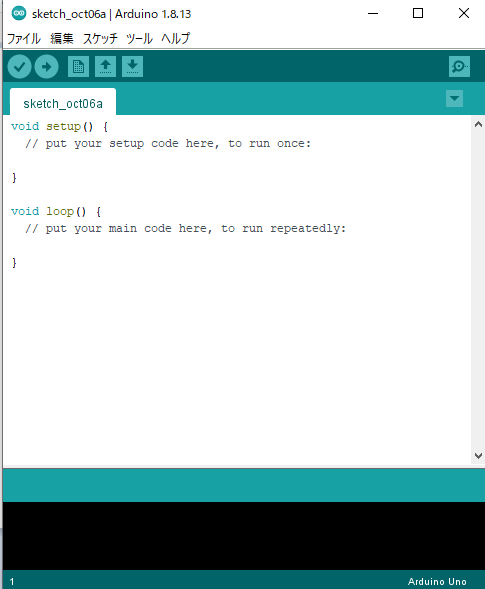 sketch_oct06a | Arduino 1.8.13
ファイル 編集 スケッチ ツール ヘルプ
sketch_oct06a
void setup() {
  // put your setup code here, to run once:
}
void loop() {
  // put your main code here, to run repeatedly:
}
1
Arduino Uno